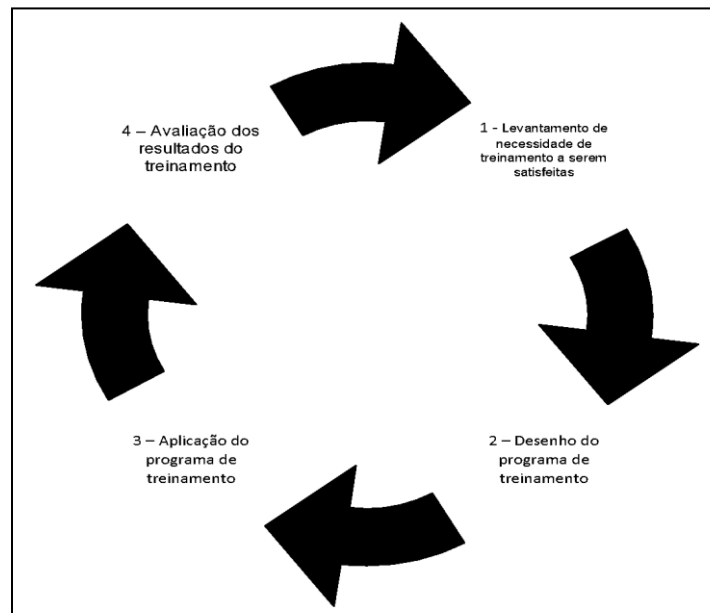 4 – Avaliação dos
resultados do
treinamento
1 - Levantamento de
necessidade de
treinamento a serem
satisfeitas
3 – Aplicação do
programa de
treinamento
2 – Desenho do
programa de
treinamento